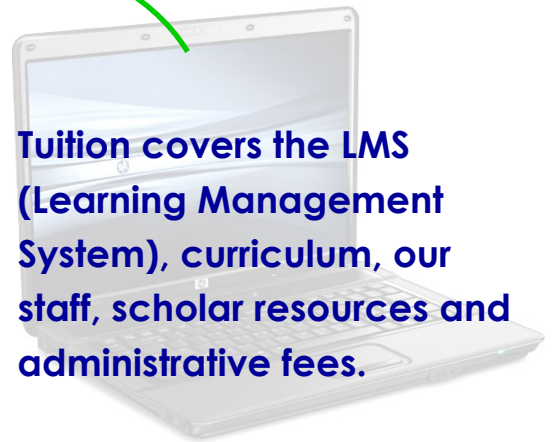 Tuition covers the LMS
(Learning Management
System), curriculum, our
staff, scholar resources and
administrative fees.